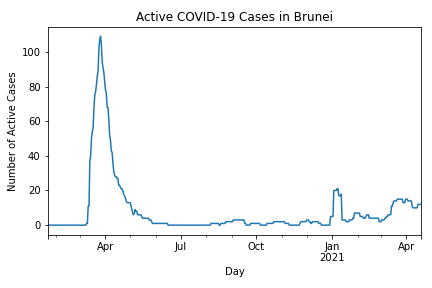 Active COVID-19 Cases in Brunei
Number of Active Cases
100
80
60
40
20
0
Apr
Jul
Oct
Jan
2021
Apr
Day